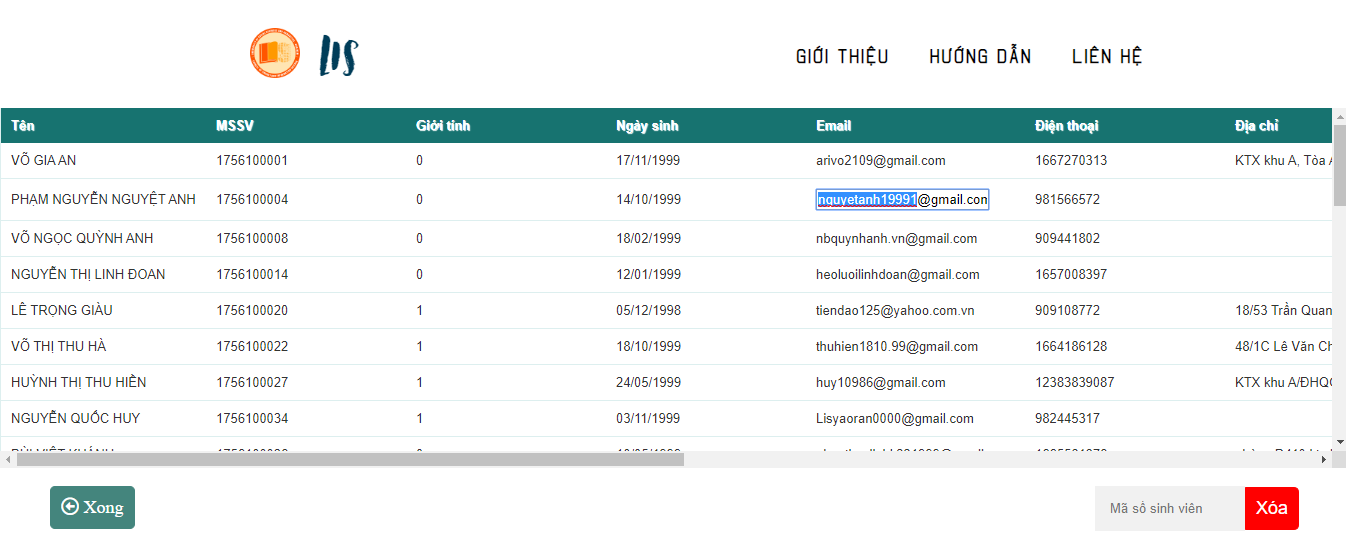 LIS
GIỚI THIỆU HƯỚNG DẪN LIÊN HỆ
Tên MSSV Giới tính Ngày sinh Email Điện thoại Địa chỉ
VÕ GIA AN 1756100001 0 17/11/1999 arivo2109@gmail.com 1667270313 KTX khu A, Tòa
PHẠM NGUYỄN NGUYỆT ANH 1756100004 0 14/10/1999 nguyetanh19991@gmail.con 981566572
VÕ NGỌC QUỲNH ANH 1756100008 0 18/02/1999 nbquynhanh.vn@gmail.com 909441802
NGUYỄN THỊ LINH ĐOAN 1756100014 0 12/01/1999 heoluoilinhdoan@gmail.com 1657008397
LÊ TRỌNG GIÀU 1756100020 1 05/12/1998 tiendao125@yahoo.com.vn 909108772 18/53 Trần Quan
VÕ THỊ THU HÀ 1756100022 1 18/10/1999 thuhien1810.99@gmail.com 1664186128 48/1C Lê Văn Ch
HUỲNH THỊ THU HIỀN 1756100027 1 24/05/1999 huy10986@gmail.com 12383839087 KTX khu A/ĐHQG
NGUYỄN QUỐC HUY 1756100034 1 03/11/1999 Lisyaoran0000@gmail.com 982445317
Xong Mã số sinh viên Xóa